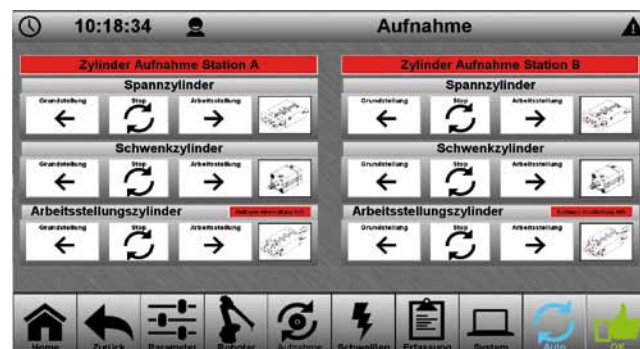 10:18:34
Aufnahme
Zylinder Aufnahme Station A
Spannzylinder
Grundstellung Stop Arbeitsstellung
Schwenkzylinder
Grundstellung Stop Arbeitsstellung
Arbeitsstellungszylinder
Grundstellung Stop Arbeitsstellung
Zylinder Aufnahme Station B
Spannzylinder
Grundstellung Stop Arbeitsstellung
Schwenkzylinder
Grundstellung Stop Arbeitsstellung
Arbeitsstellungszylinder
Grundstellung Stop Arbeitsstellung
Home Zurück Parameter Roboter Aufnahme Schweißen Erfassung System Auto OK